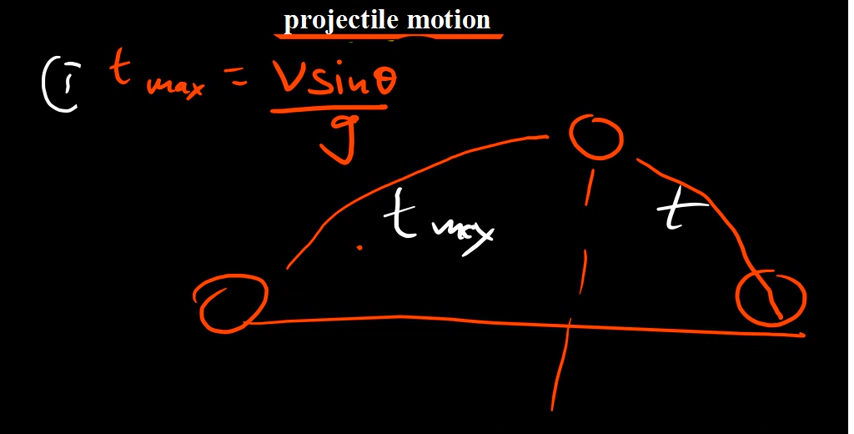 projectile motion
(i t max = Vsinθ / g
t max t